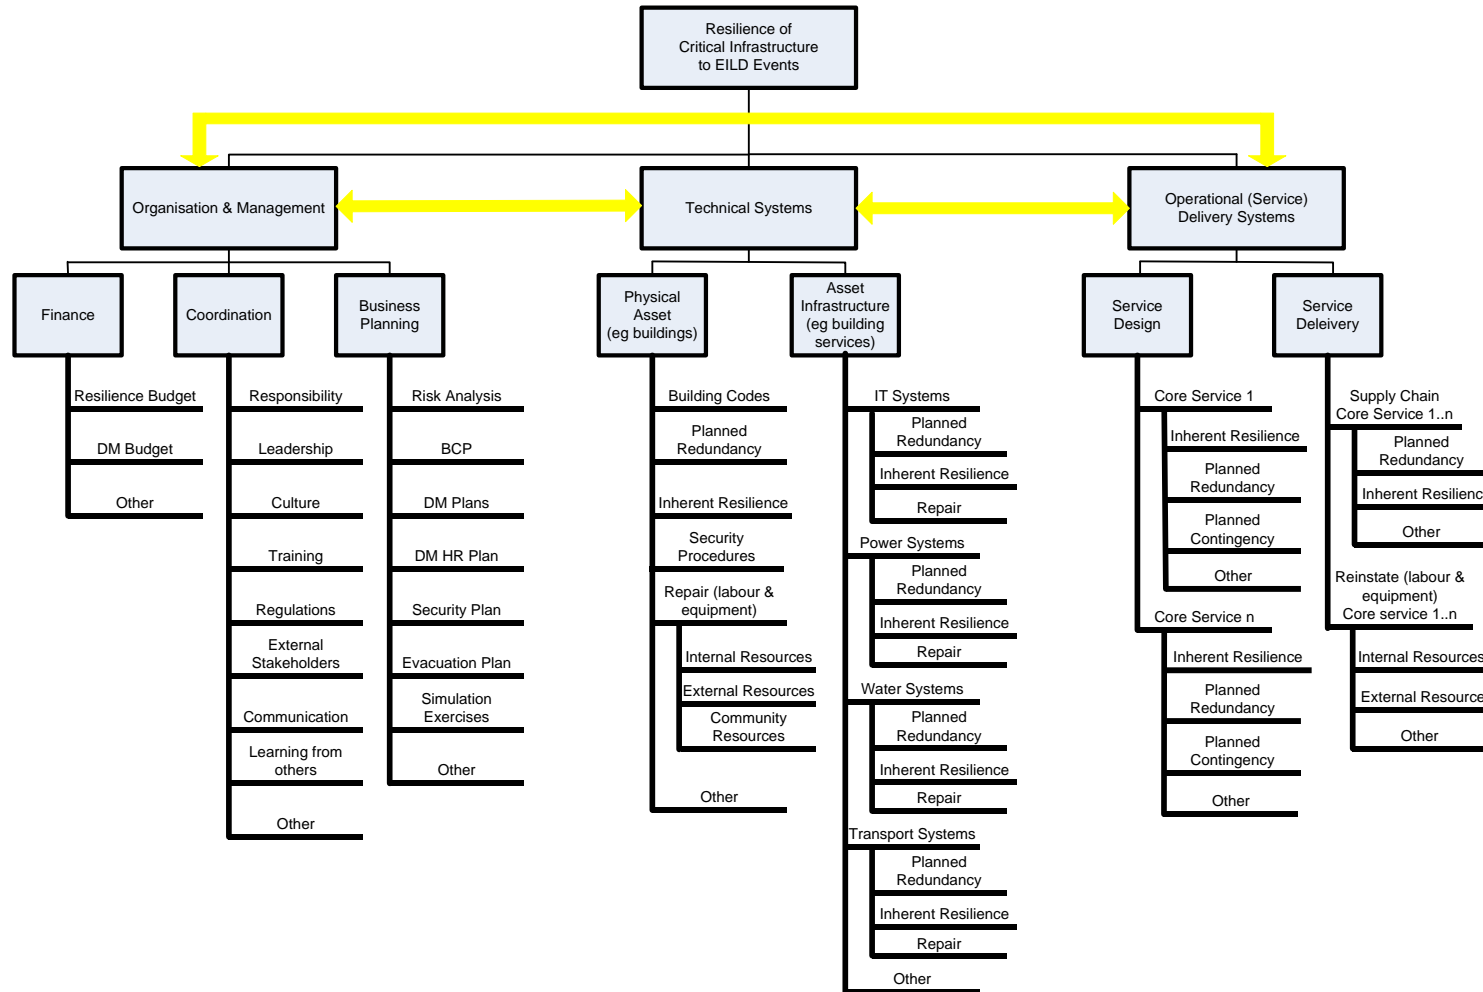 Resilience of
Critical Infrastructure
to EILD Events
Organisation & Management
Technical Systems
Operational (Service)
Delivery Systems
Finance
Coordination
Business
Planning
Physical
Asset
(eg buildings)
Asset
Infrastructure
(eg building
services)
Service
Design
Service
Deleivery
Resilience Budget
DM Budget
Other
Responsibility
Leadership
Culture
Training
Regulations
External
Stakeholders
Communication
Learning from
others
Other
Risk Analysis
BCP
DM Plans
DM HR Plan
Security Plan
Evacuation Plan
Simulation
Exercises
Other
Building Codes
Planned
Redundancy
Inherent Resilience
Security
Procedures
Repair (labour &
equipment)
Internal Resources
External Resources
Community
Resources
Other
IT Systems
Planned
Redundancy
Inherent Resilience
Repair
Power Systems
Planned
Redundancy
Inherent Resilience
Repair
Water Systems
Planned
Redundancy
Inherent Resilience
Repair
Transport Systems
Planned
Redundancy
Inherent Resilience
Repair
Other
Core Service 1
Inherent Resilience
Planned
Redundancy
Planned
Contingency
Other
Core Service n
Inherent Resilience
Planned
Redundancy
Planned
Contingency
Other
Supply Chain
Core Service 1..n
Planned
Redundancy
Inherent Resilienc
Other
Reinstate (labour &
equipment)
Core service 1..n
Internal Resources
External Resource
Other